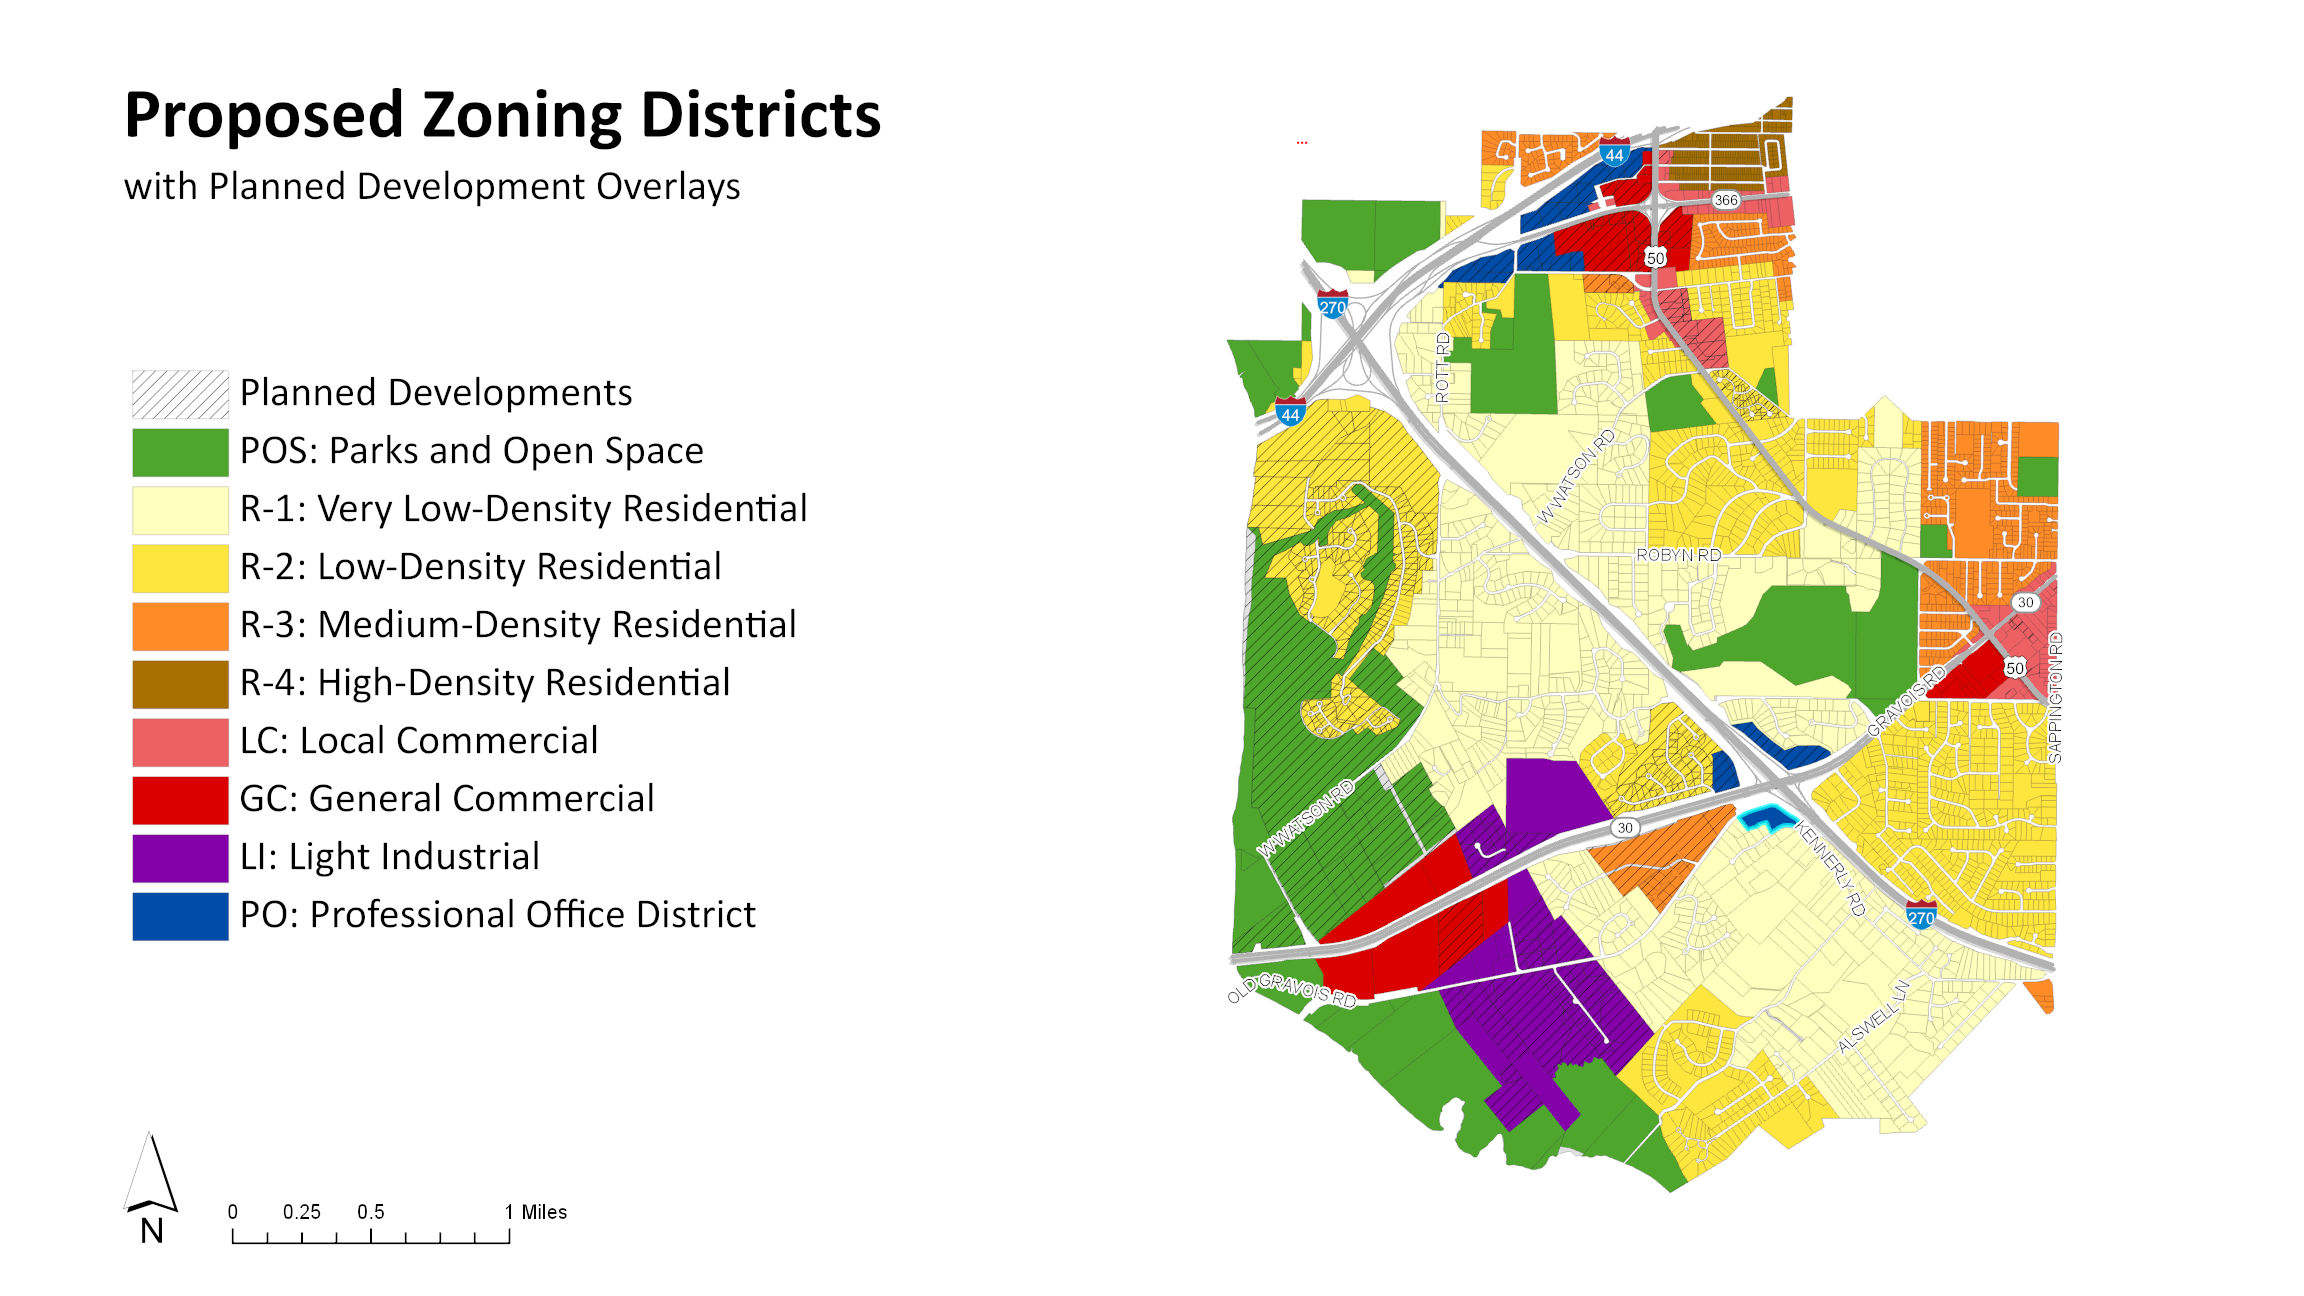 Proposed Zoning Districts
with Planned Development Overlays
Planned Developments
POS: Parks and Open Space
R-1: Very Low-Density Residential
R-2: Low-Density Residential
R-3: Medium-Density Residential
R-4: High-Density Residential
LC: Local Commercial
GC: General Commercial
LI: Light Industrial
PO: Professional Office District
N
0 0.25 0.5 1 Miles
44
366
50
270
ROTT RD
44
W WATSON RD
ROBYN RD
30
50
SAPPINGTON RD
GRAVOIS RD
W WATSON RD
30
KENNERLY RD
270
OLD GRAVOIS RD
ALSWELL LN